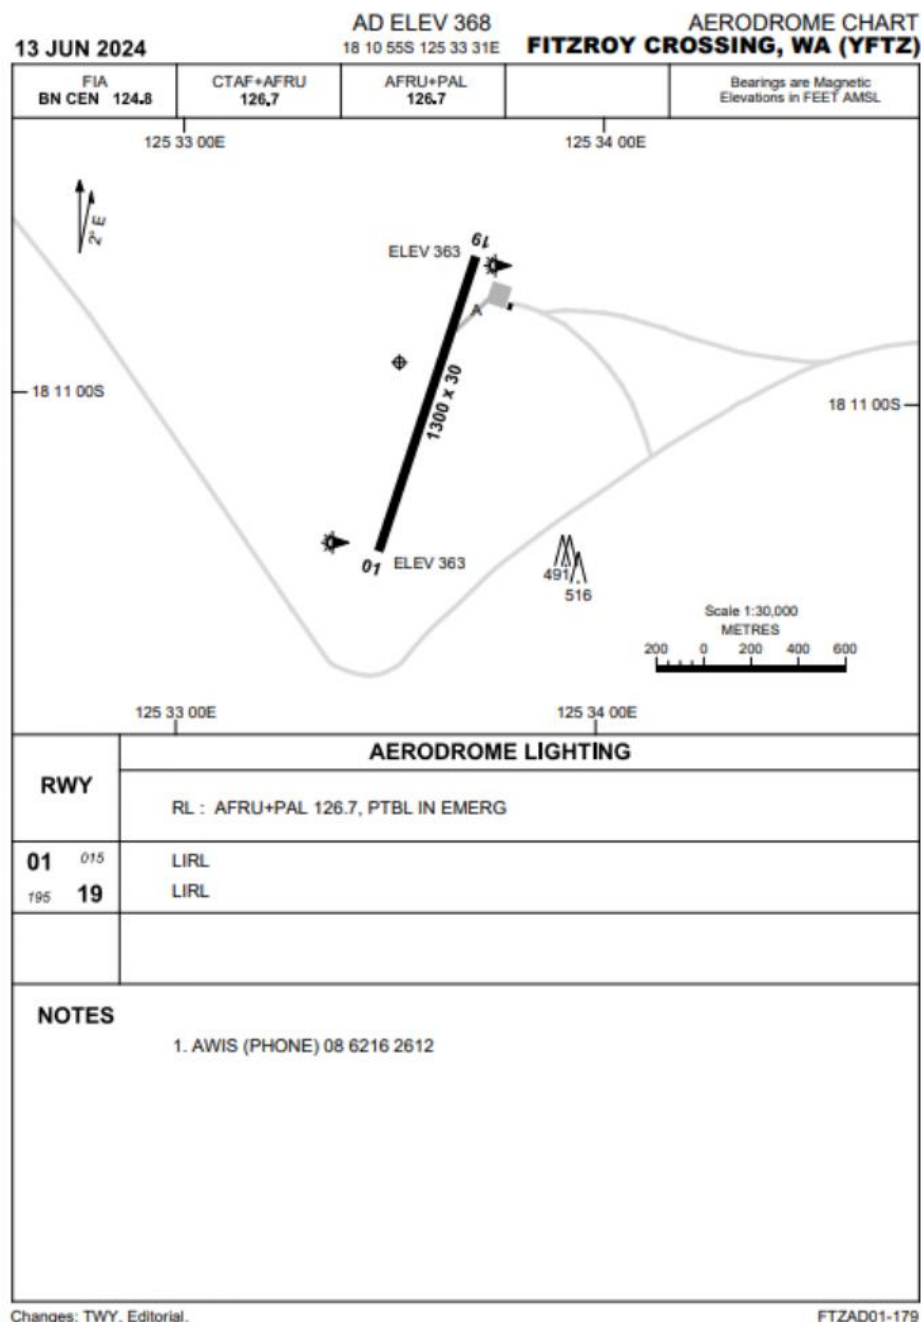 AD ELEV 368
AERODROME CHART
13 JUN 2024
18 10 55S 125 33 31E
FITZROY CROSSING, WA (YFTZ)
FIA
BN CEN 124.8
CTAF+AFRU
126.7
AFRU+PAL
126.7
Bearings are Magnetic
Elevations in FEET AMSL
125 33 00E
125 34 00E
2° E
19
ELEV 363
A
18 11 00S
1300 x 30
18 11 00S
01
ELEV 363
491
516
Scale 1:30,000
METRES
200 0 200 400 600
125 33 00E
125 34 00E
RWY
AERODROME LIGHTING
RL : AFRU+PAL 126.7, PTBL IN EMERG
01 015 LIRL
195 19 LIRL
NOTES
1. AWIS (PHONE) 08 6216 2612
Changes: TWY, Editorial.
FTZAD01-179